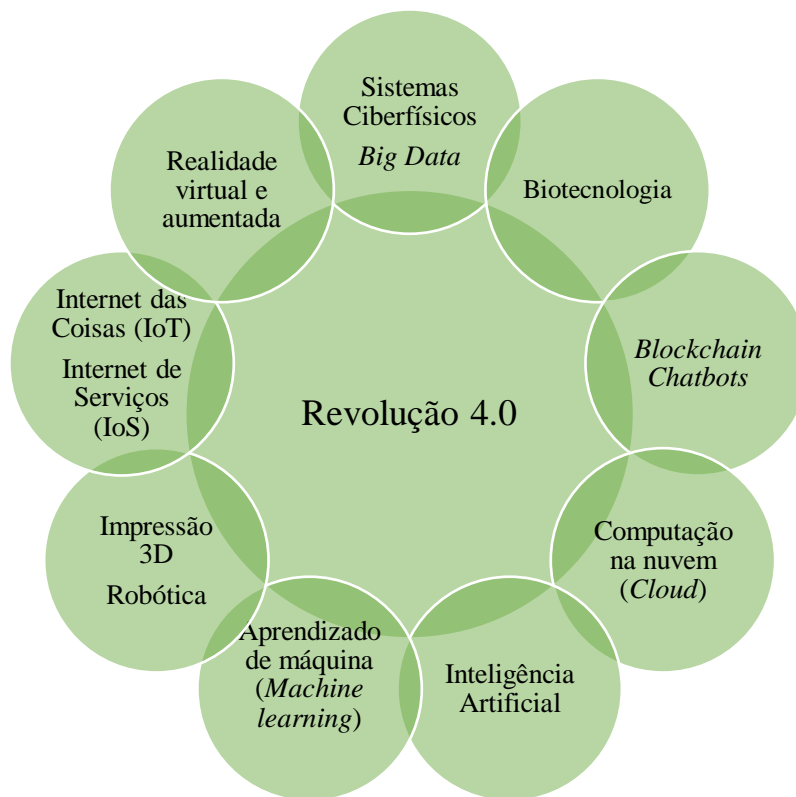 Sistemas
Ciberfísicos
Big Data
Biotecnologia
Blockchain
Chatbots
Computação
na nuvem
(Cloud)
Inteligência
Artificial
Aprendizado
de máquina
(Machine
learning)
Impressão
3D
Robótica
Internet das
Coisas (IoT)
Internet de
Serviços
(IoS)
Realidade
virtual e
aumentada
Revolução 4.0